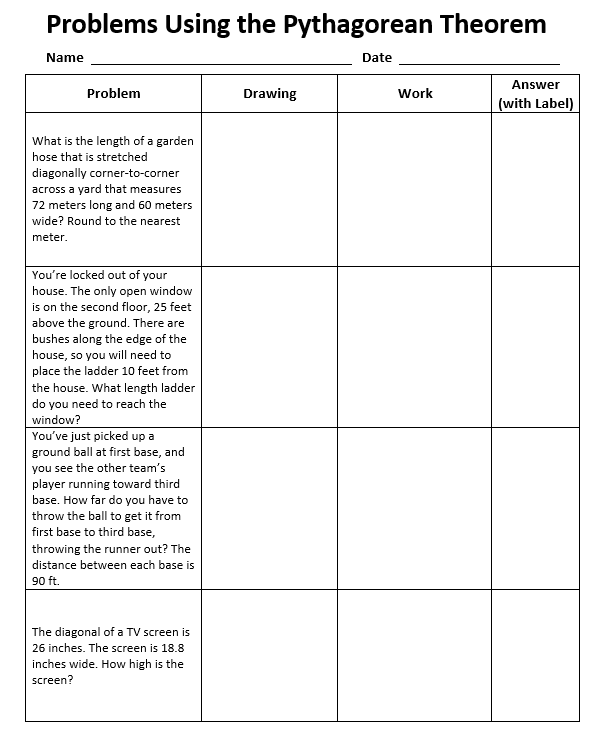 Problems Using the Pythagorean Theorem
Name ______________________ Date ______________
Problem
Drawing
Work
Answer
(with Label)
What is the length of a garden
hose that is stretched
diagonally corner-to-corner
across a yard that measures
72 meters long and 60 meters
wide? Round to the nearest
meter.
You're locked out of your
house. The only open window
is on the second floor, 25 feet
above the ground. There are
bushes along the edge of the
house, so you will need to
place the ladder 10 feet from
the house. What length ladder
do you need to reach the
window?
You've just picked up a
ground ball at first base, and
you see the other team's
player running toward third
base. How far do you have to
throw the ball to get it from
first base to third base,
throwing the runner out? The
distance between each base is
90 ft.
The diagonal of a TV screen is
26 inches. The screen is 18.8
inches wide. How high is the
screen?